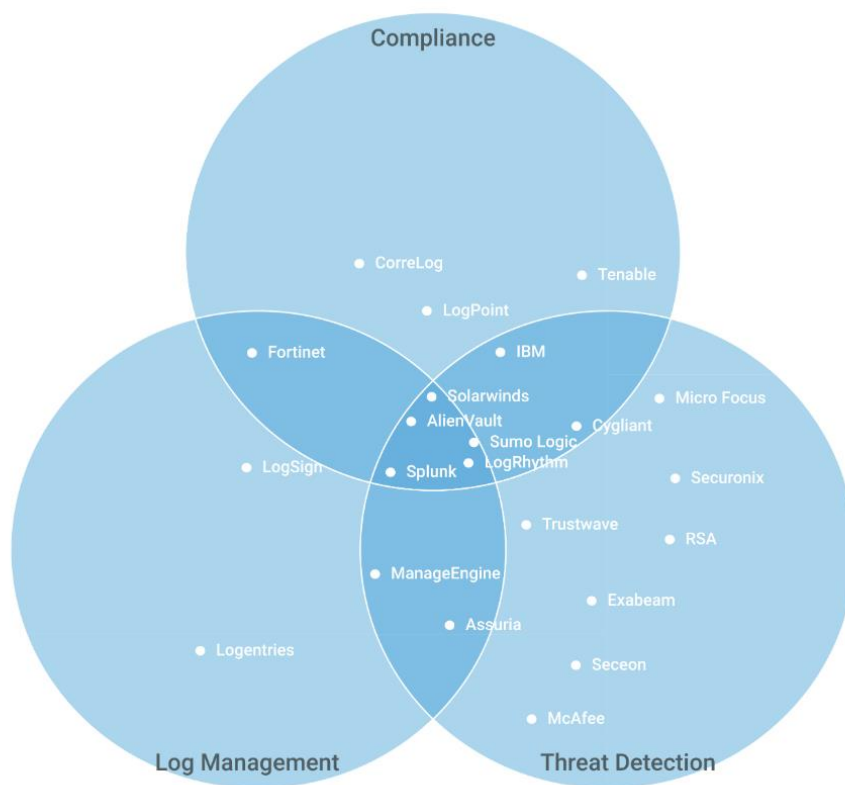 Compliance
CorreLog
Tenable
LogPoint
Fortinet
IBM
Solarwinds
Micro Focus
AlienVault
Cygliant
Sumo Logic
LogRhythm
LogSign
Splunk
Securonix
Trustwave
RSA
ManageEngine
Exabeam
Assuria
Logentries
Seceon
McAfee
Log Management
Threat Detection